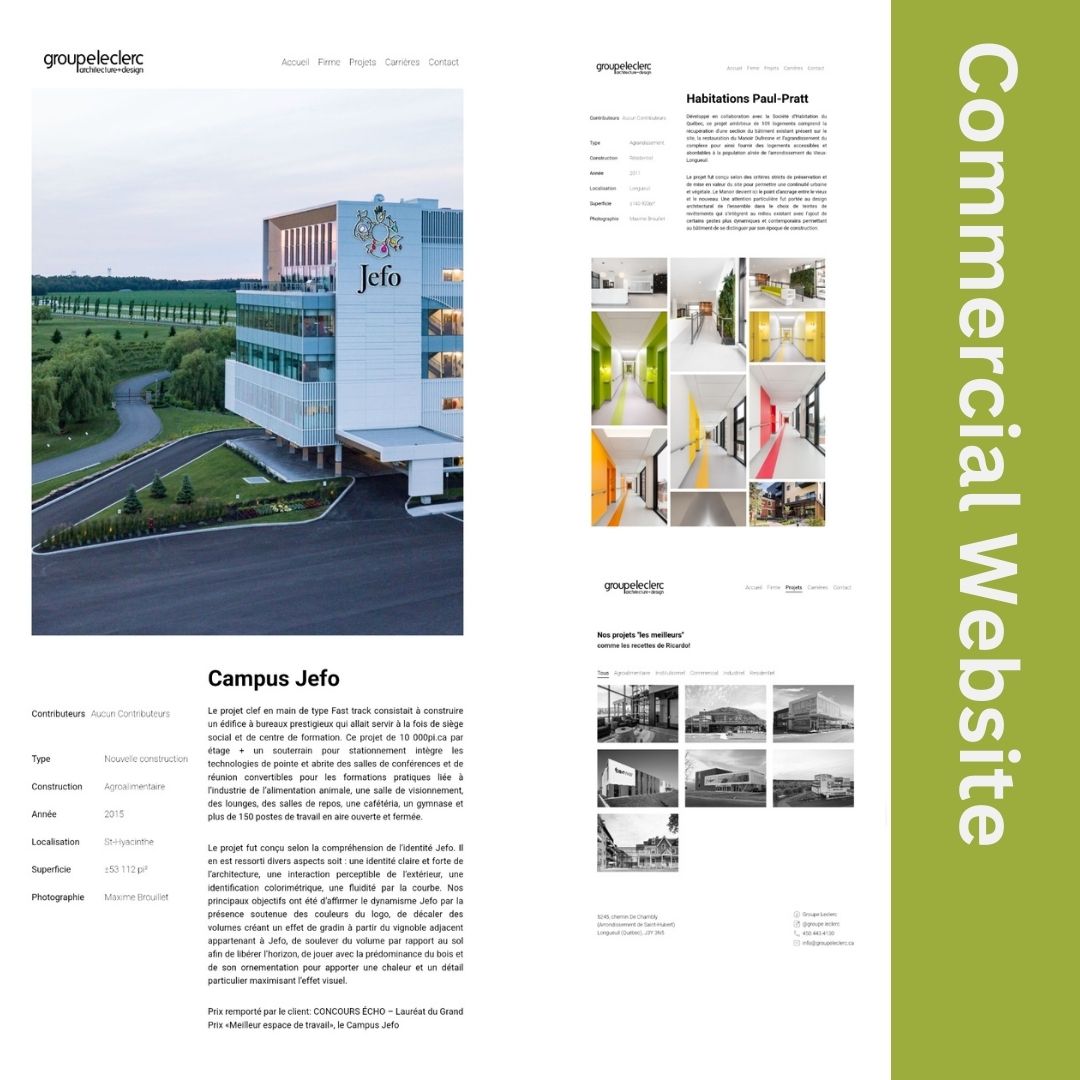 groupeleclerc
architecture+design
Accueil Firme Projets Carrières Contact
Jefo
Campus Jefo
Contributeurs Aucun Contributeurs
Type Nouvelle construction
Construction Agroalimentaire
Année 2015
Localisation St-Hyacinthe
Superficie ±53 112 pi²
Photographie Maxime Brouillet
Le projet clef en main de type Fast track consistait à construire
un édifice à bureaux prestigieux qui allait servir à la fois de siège
social et de centre de formation. Ce projet de 10 000pi.ca par
étage + un souterrain pour stationnement intègre les
technologies de pointe et abrite des salles de conférences et de
réunion convertibles pour les formations pratiques liée à
l'industrie de l'alimentation animale, une salle de visionnement,
des lounges, des salles de repos, une cafétéria, un gymnase et
plus de 150 postes de travail en aire ouverte et fermée.
Le projet fut conçu selon la compréhension de l'identité Jefo. Il
en est ressorti divers aspects soit : une identité claire et forte de
l'architecture, une interaction perceptible de l'extérieur, une
identification colorimétrique, une fluidité par la courbe. Nos
principaux objectifs ont été d'affirmer le dynamisme Jefo par la
présence soutenue des couleurs du logo, de décaler des
volumes créant un effet de gradin à partir du vignoble adjacent
appartenant à Jefo, de soulever du volume par rapport au sol
afin de libérer l'horizon, de jouer avec la prédominance du bois et
de son ornementation pour apporter une chaleur et un détail
particulier maximisant l'effet visuel.
Prix remporté par le client: CONCOURS ÉCHO – Lauréat du Grand
Prix «Meilleur espace de travail», le Campus Jefo
groupeleclerc
architecture+design
Accueil Firme Projets Carrières Contact
Habitations Paul-Pratt
Contributeurs Aucun Contributeurs
Type Agrandissement
Construction Résidentiel
Année 2011
Localisation Longueuil
Superficie
Photographie Maxime Brouillet
Développé en collaboration avec la Société d'Habitation du
Québec, ce projet ambitieux de 105 logements comprend la
récupération d'une section du bâtiment existant présent sur le
site, la restauration du Manoir Dufresne et l'agrandissement du
complexe pour ainsi fournir des logements accessibles et
abordables à la population aînée de l'arrondissement du Vieux-
Longueuil.
Le projet fut conçu selon des critères stricts de préservation et
de mise en valeur du site pour permettre une continuité urbaine
et végétale. Le Manoir devient ici le point d'ancrage entre le vieux
et le nouveau. Une attention particulière fut portée au design
architectural de l'ensemble dans le choix de teintes de
revêtements qui s'intègrent au milieu existant avec l'ajout de
certains gestes plus dynamiques et contemporains permettant
au bâtiment de se distinguer par son époque de construction.
groupeleclerc
architecture+design
Accueil Firme Projets Carrières Contact
Nos projets "les meilleurs"
comme les recettes de Ricardo!
Tous Agroalimentaire Institutionnel Commercial Industriel Résidentiel
5245, chemin De Chambly
(Arrondissement de Saint-Hubert)
Longueuil (Québec), J3Y 3N5
Groupe Leclerc
@groupe.leclerc
450 443-4130
info@groupeleclerc.ca
Commercial Website